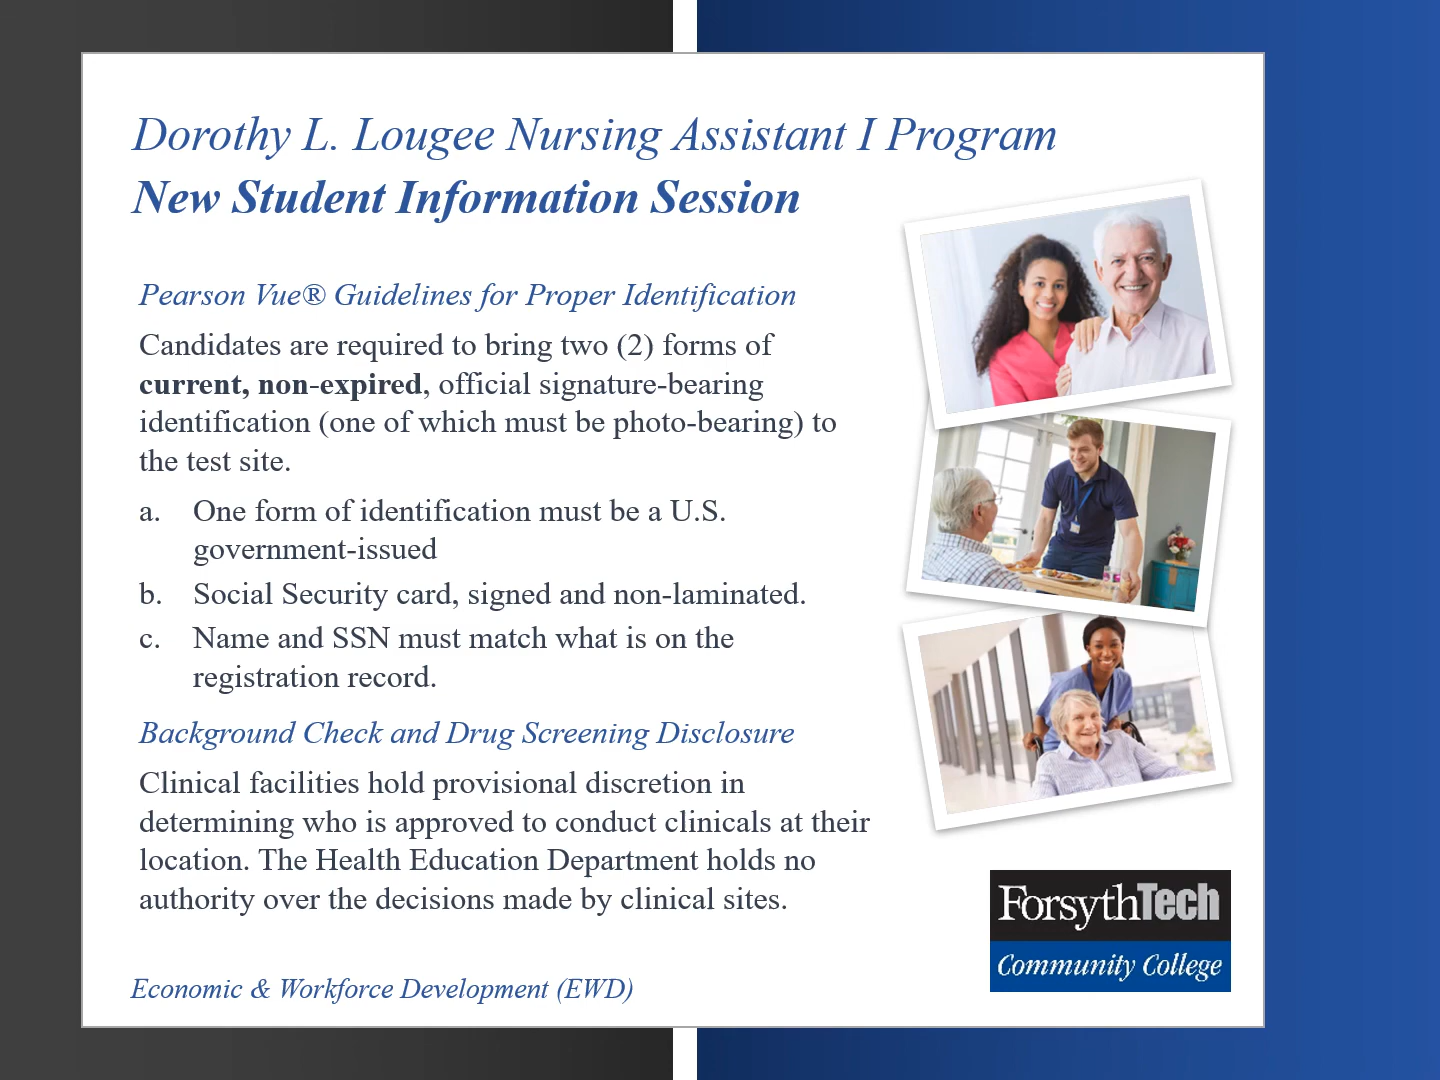 Dorothy L. Lougee Nursing Assistant I Program
New Student Information Session
Pearson Vue® Guidelines for Proper Identification
Candidates are required to bring two (2) forms of
current, non-expired, official signature-bearing
identification (one of which must be photo-bearing) to
the test site.
a. One form of identification must be a U.S.
government-issued
b. Social Security card, signed and non-laminated.
c. Name and SSN must match what is on the
registration record.
Background Check and Drug Screening Disclosure
Clinical facilities hold provisional discretion in
determining who is approved to conduct clinicals at their
location. The Health Education Department holds no
authority over the decisions made by clinical sites.
Economic & Workforce Development (EWD)
ForsythTech
Community College